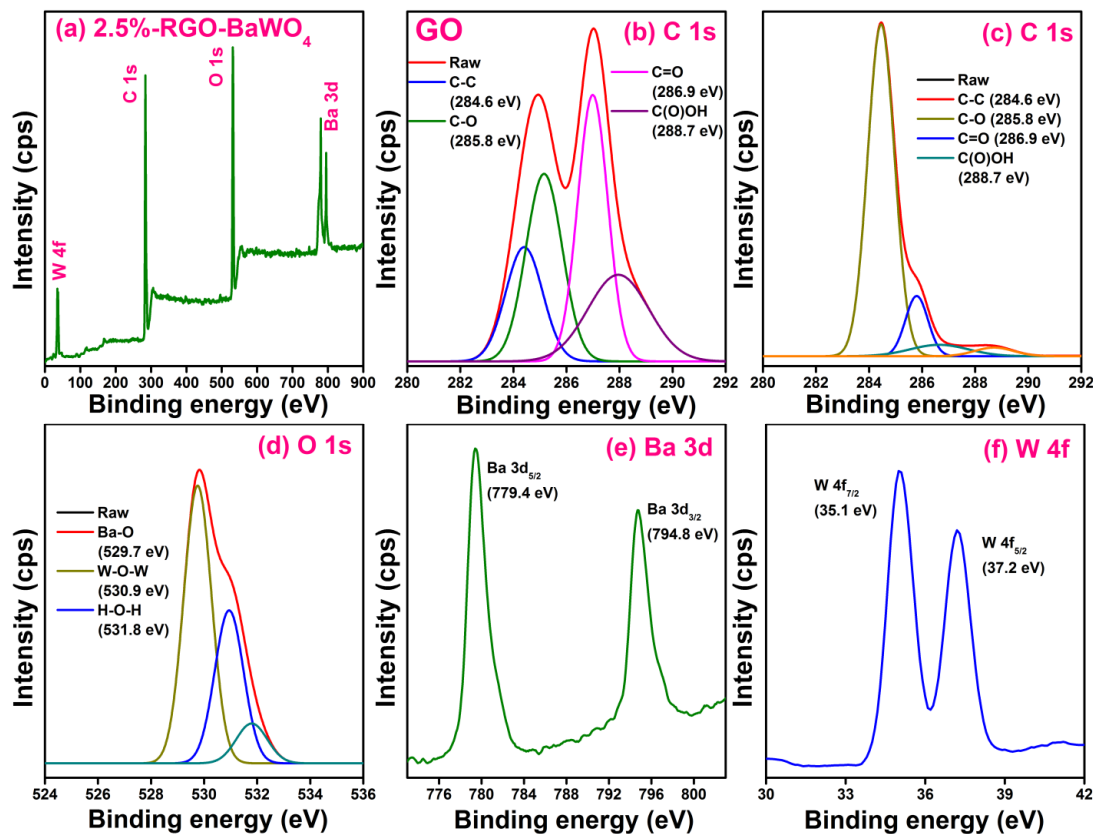 (a) 2.5%-RGO-BaWO4
W 4f
C 1s
O 1s
Ba 3d
Intensity (cps)
0 100 200 300 400 500 600 700 800 900
Binding energy (eV)
GO
(b) C 1s
Raw
C-C
(284.6 eV)
C-O
(285.8 eV)
C=O
(286.9 eV)
C(O)OH
(288.7 eV)
Intensity (cps)
280 282 284 286 288 290 292
Binding energy (eV)
(c) C 1s
Raw
C-C (284.6 eV)
C-O (285.8 eV)
C=O (286.9 eV)
C(O)OH
(288.7 eV)
Intensity (cps)
280 282 284 286 288 290 292
Binding energy (eV)
(d) O 1s
Raw
Ba-O
(529.7 eV)
W-O-W
(530.9 eV)
H-O-H
(531.8 eV)
Intensity (cps)
524 526 528 530 532 534 536
Binding energy (eV)
(e) Ba 3d
Ba 3d5/2
(779.4 eV)
Ba 3d3/2
(794.8 eV)
Intensity (cps)
776 780 784 788 792 796 800
Binding energy (eV)
(f) W 4f
W 4f7/2
(35.1 eV)
W 4f5/2
(37.2 eV)
Intensity (cps)
30 33 36 39 42
Binding energy (eV)